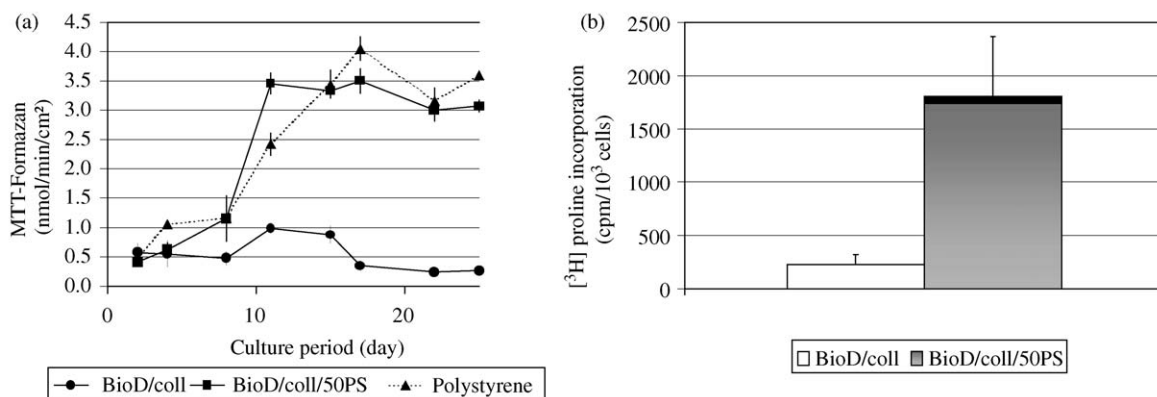 (a)
4.5
4.0
3.5
3.0
2.5
2.0
1.5
1.0
0.5
0.0
MTT-Formazan
(nmol/min/cm²)
0 10 20
Culture period (day)
BioD/coll BioD/coll/50PS Polystyrene
(b)
2500
2000
1500
1000
500
0
[³H] proline incorporation
(cpm/10³ cells)
BioD/coll BioD/coll/50PS